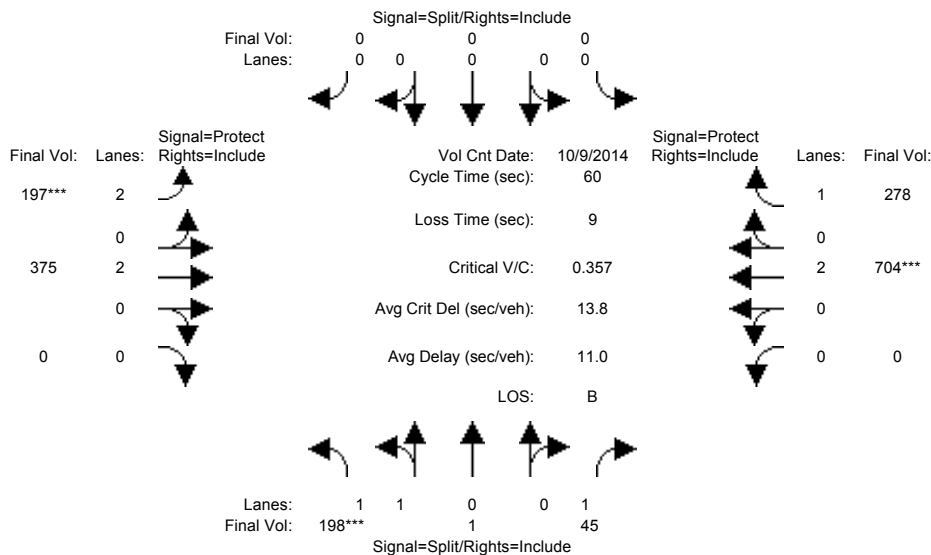 Signal=Split/Rights=Include
Final Vol: 0 0 0
Lanes: 0 0 0 0 0
Signal=Protect Signal=Protect
Final Vol: Lanes: Rights=Include Vol Cnt Date: 10/9/2014 Rights=Include Lanes: Final Vol:
Cycle Time (sec): 60
197*** 2 1 278
Loss Time (sec): 9
0 0
375 2 Critical V/C: 0.357 2 704***
0 Avg Crit Del (sec/veh): 13.8 0
0 0 Avg Delay (sec/veh): 11.0 0 0
LOS: B
Lanes: 1 1 0 0 1
Final Vol: 198*** 1 45
Signal=Split/Rights=Include